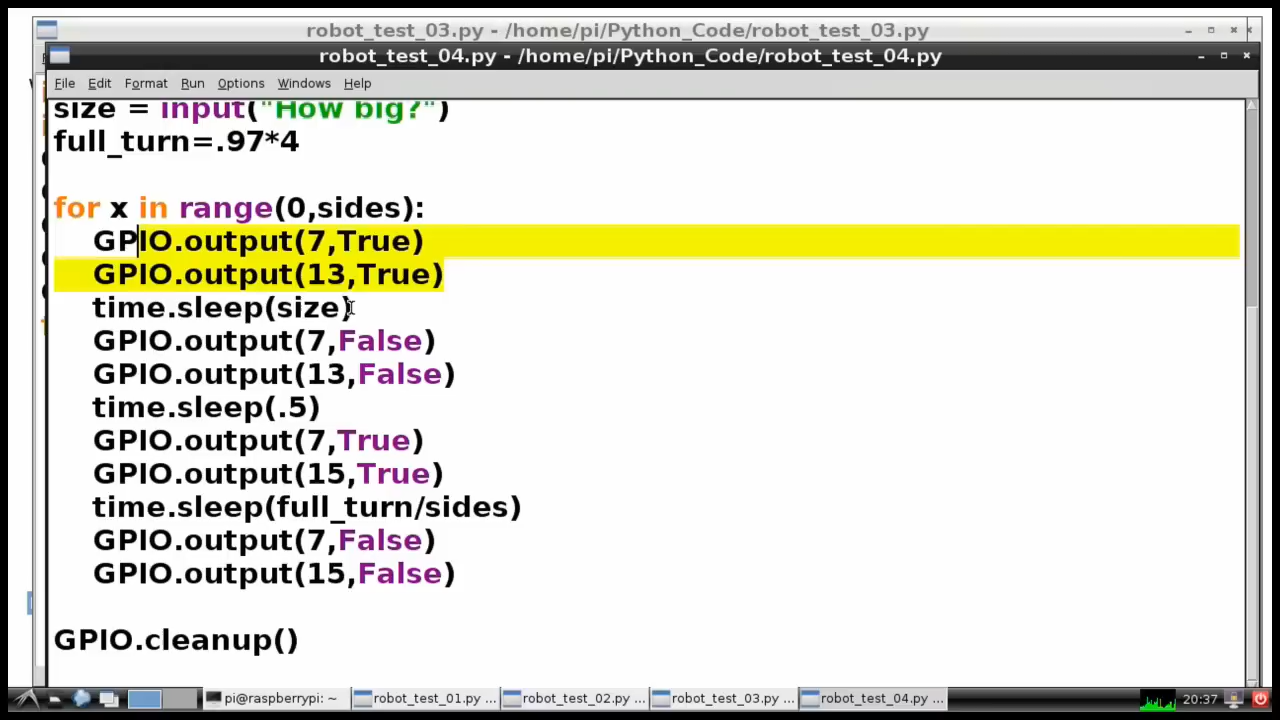 robot_test_03.py - /home/pi/Python_Code/robot_test_03.py
robot_test_04.py - /home/pi/Python_Code/robot_test_04.py
File Edit Format Run Options Windows Help
size = input("How big?")
full_turn=.97*4
for x in range(0,sides):
GPIO.output(7,True)
GPIO.output(13,True)
time.sleep(size)
GPIO.output(7,False)
GPIO.output(13,False)
time.sleep(.5)
GPIO.output(7,True)
GPIO.output(15,True)
time.sleep(full_turn/sides)
GPIO.output(7,False)
GPIO.output(15,False)
GPIO.cleanup()
pi@raspberrypi: ~ robot_test_01.py ... robot_test_02.py ... robot_test_03.py ... robot_test_04.py ... 20:37